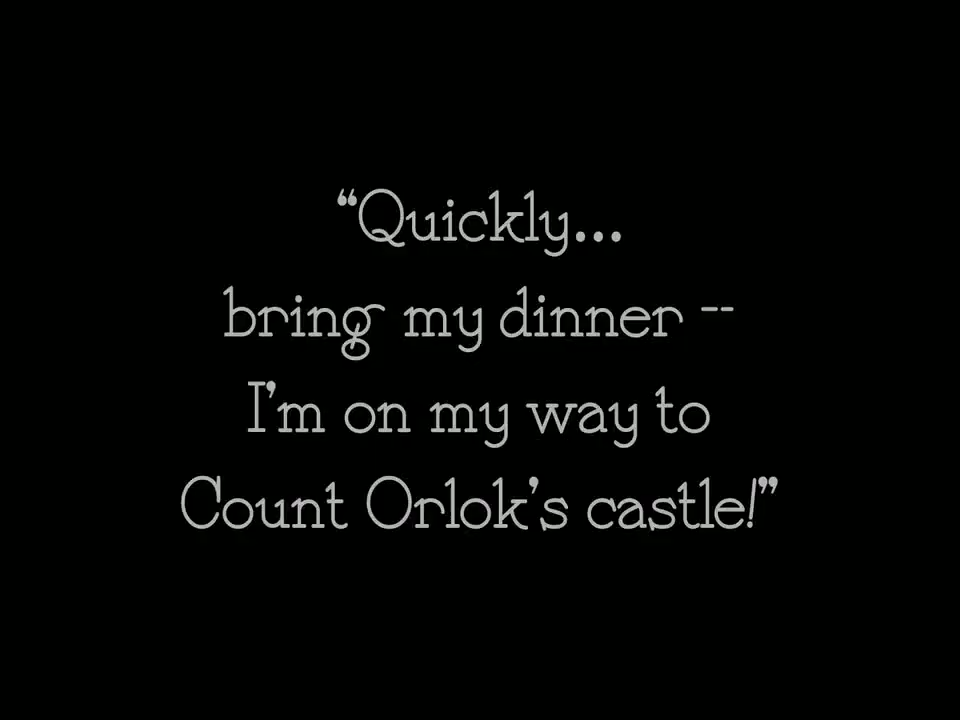 “Quickly...
bring my dinner --
I’m on my way to
Count Orlok’s castle!”